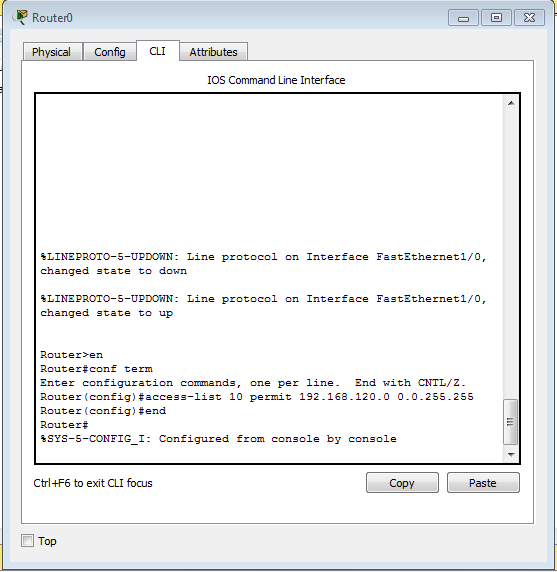 Router0
Physical Config CLI Attributes
IOS Command Line Interface
%LINEPROTO-5-UPDOWN: Line protocol on Interface FastEthernet1/0,
changed state to down
%LINEPROTO-5-UPDOWN: Line protocol on Interface FastEthernet1/0,
changed state to up
Router>en
Router#conf term
Enter configuration commands, one per line.  End with CNTL/Z.
Router(config)#access-list 10 permit 192.168.120.0 0.0.255.255
Router(config)#end
Router#
%SYS-5-CONFIG_I: Configured from console by console
Ctrl+F6 to exit CLI focus Copy Paste
Top